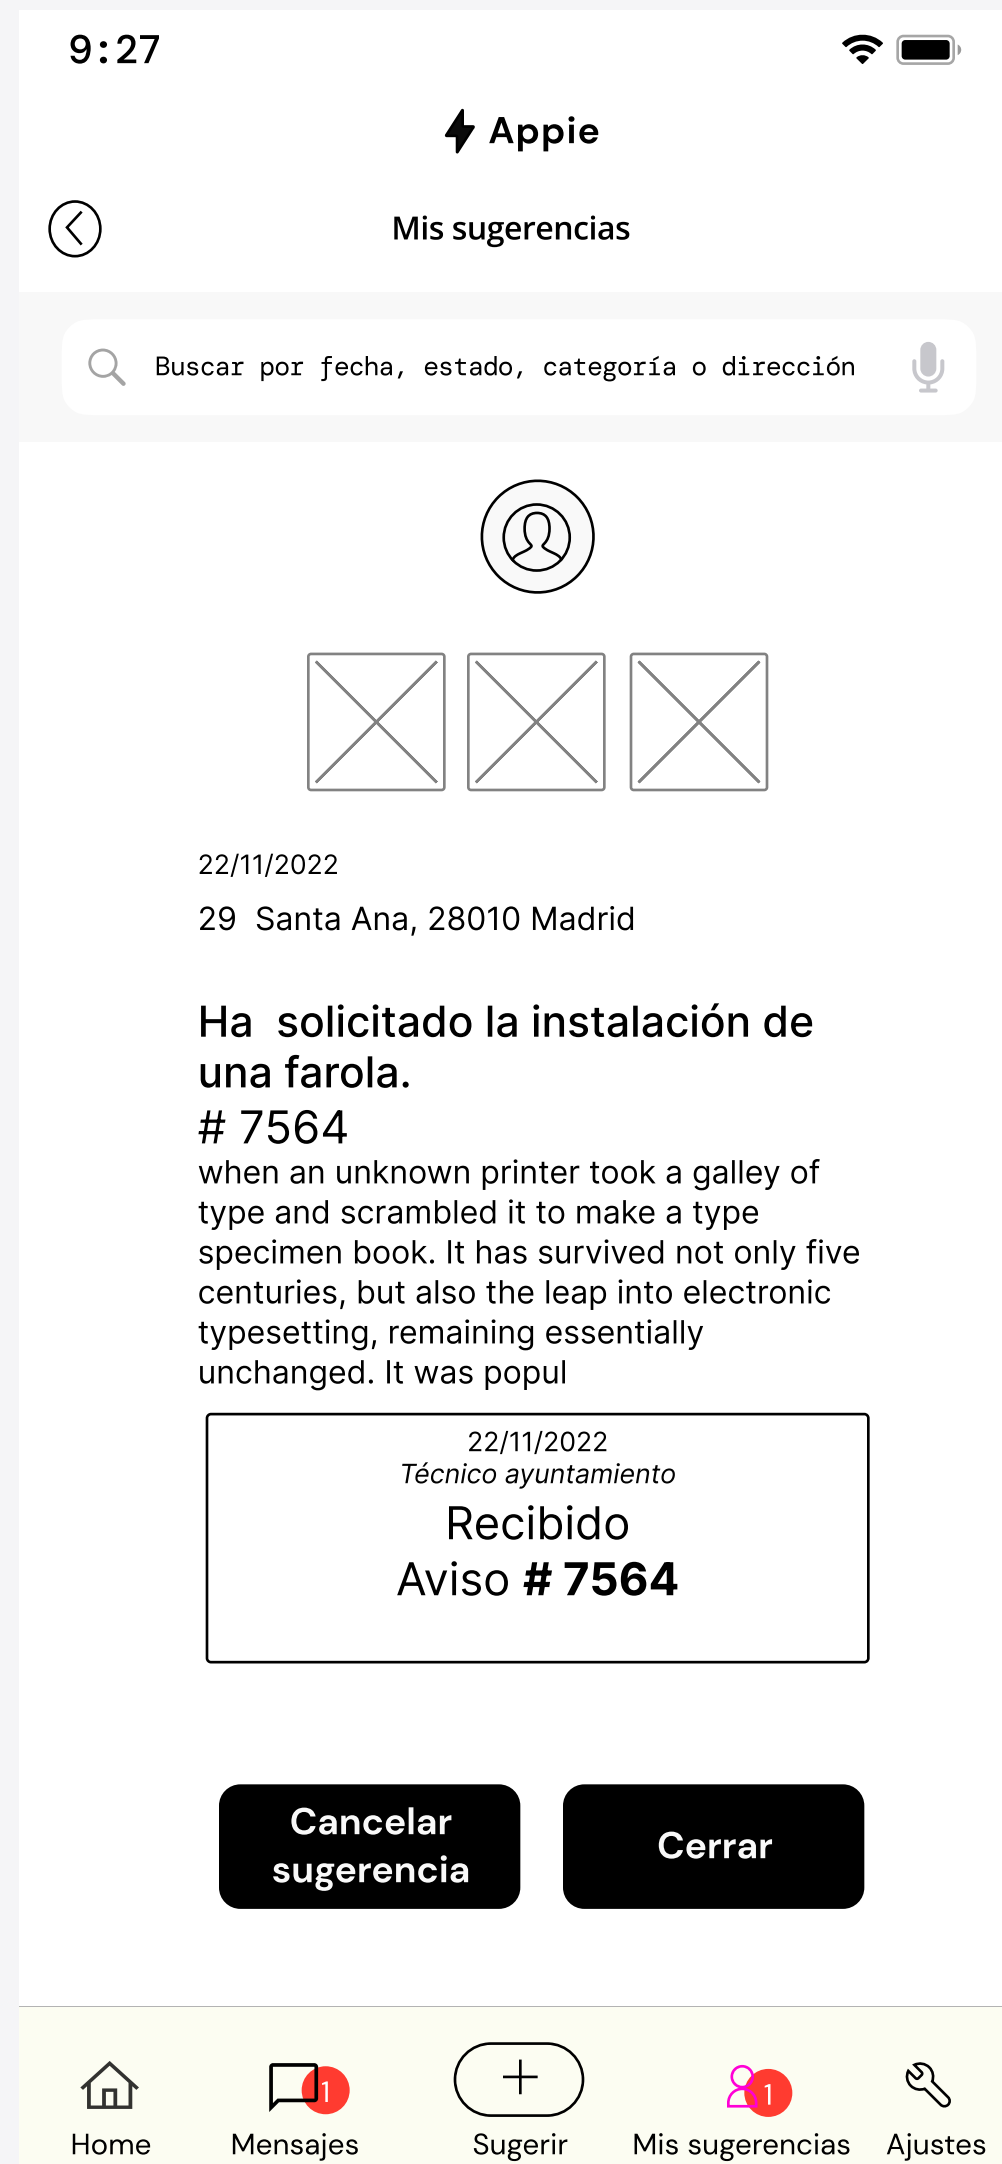 9:27
Appie
Mis sugerencias
Buscar por fecha, estado, categoría o dirección
22/11/2022
29 Santa Ana, 28010 Madrid
Ha solicitado la instalación de
una farola.
# 7564
when an unknown printer took a galley of
type and scrambled it to make a type
specimen book. It has survived not only five
centuries, but also the leap into electronic
typesetting, remaining essentially
unchanged. It was popul
22/11/2022
Técnico ayuntamiento
Recibido
Aviso # 7564
Cancelar
sugerencia
Cerrar
1
1
Home
Mensajes
Sugerir
Mis sugerencias
Ajustes